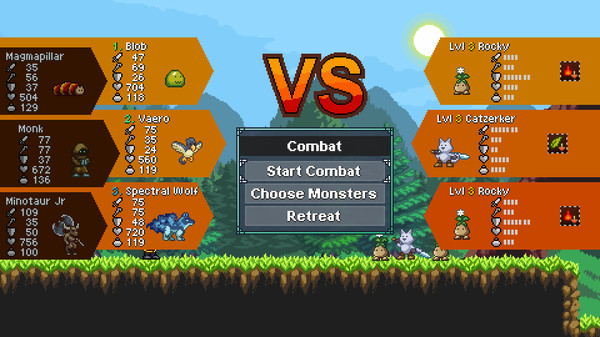 Magmapillar
35
56
37
504
129
Monk
77
77
37
672
136
Minotaur Jr
109
35
50
756
100
1. Blob
47
69
26
704
118
2. Vaero
75
35
24
560
119
3. Spectral Wolf
75
75
48
720
119
VS
Combat
Start Combat
Choose Monsters
Retreat
Lvl 3 Rocky
Lvl 3 Catzerker
Lvl 3 Rocky